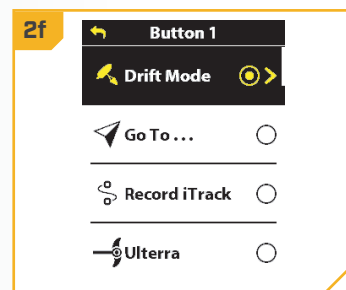 2f
Button 1
Drift Mode
Go To ...
Record iTrack
Ulterra